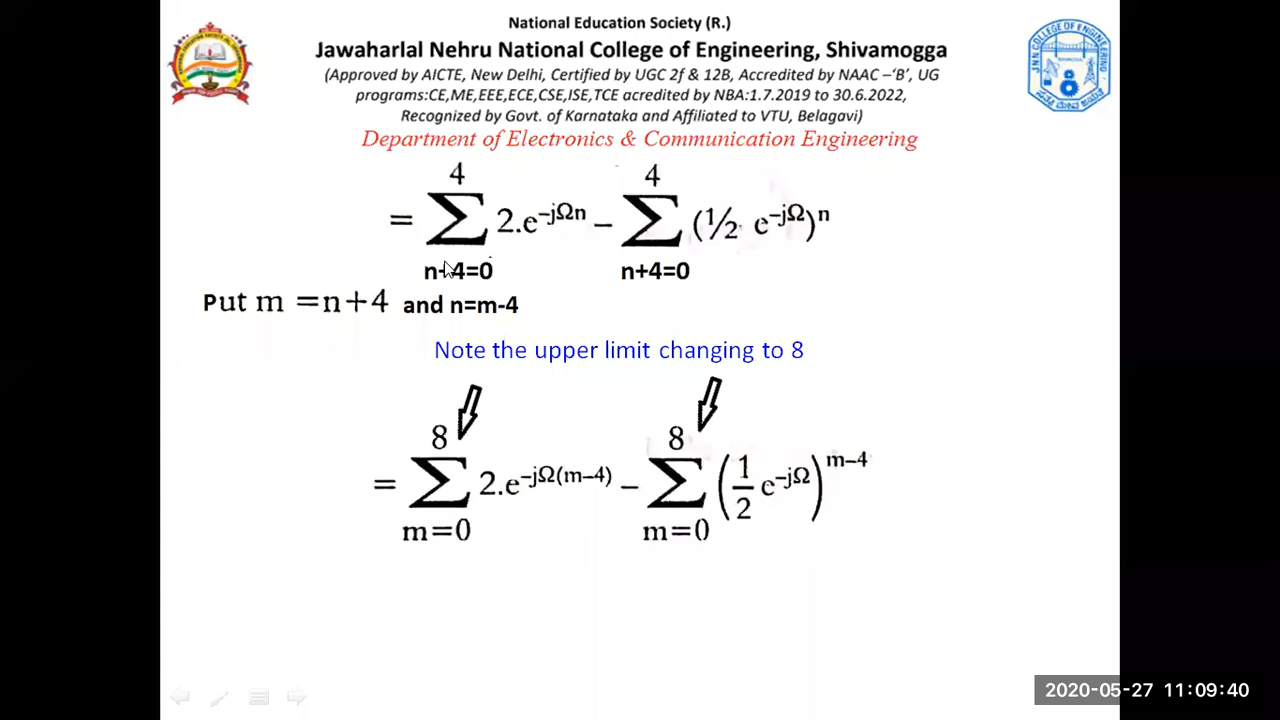 National Education Society (R.)
Jawaharlal Nehru National College of Engineering, Shivamogga
(Approved by AICTE, New Delhi, Certified by UGC 2f & 12B, Accredited by NAAC –‘B’, UG
programs:CE,ME,EEE,ECE,CSE,ISE,TCE acredited by NBA:1.7.2019 to 30.6.2022,
Recognized by Govt. of Karnataka and Affiliated to VTU, Belagavi)
JNN COLLEGE OF ENGINEERING
Department of Electronics & Communication Engineering
4 4
= ∑ 2.e^–jΩn – ∑ (½ e^–jΩ)^n
n+4=0 n+4=0
Put m =n+4 and n=m-4
Note the upper limit changing to 8
8 8
= ∑ 2.e^–jΩ(m–4) – ∑ (1/2 e^–jΩ)^m–4
m=0 m=0
2020-05-27 11:09:40